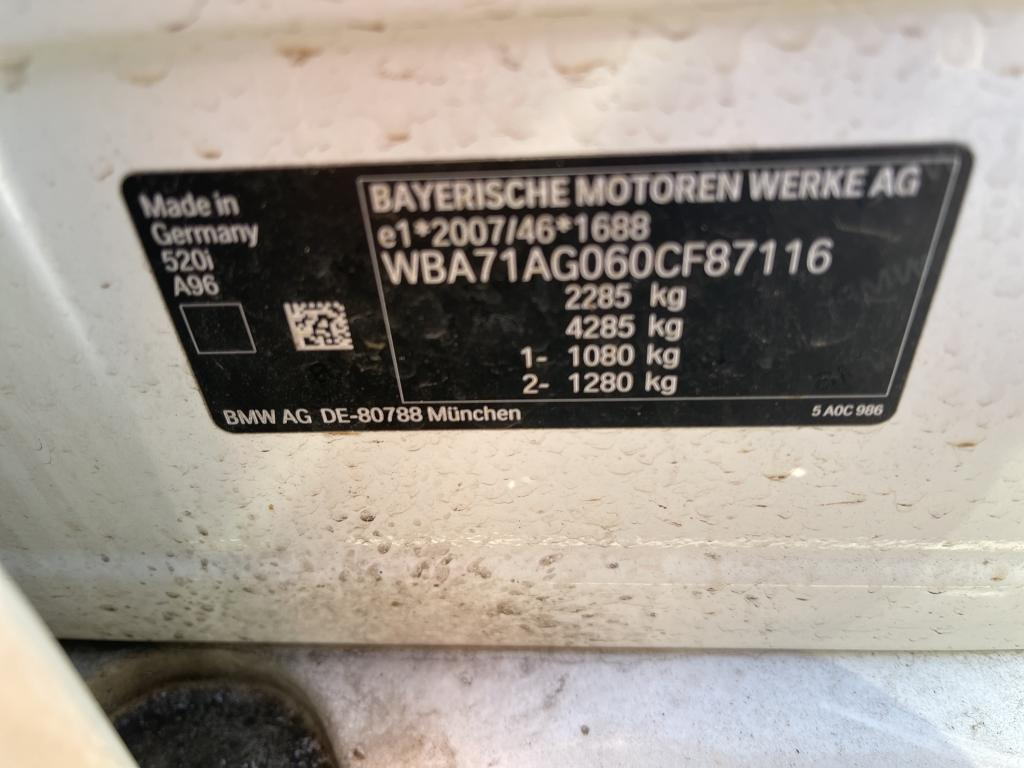 Made in
Germany
520i
A96
BAYERISCHE MOTOREN WERKE AG
e1*2007/46*1688
WBA71AG060CF87116
2285 kg
4285 kg
1- 1080 kg
2- 1280 kg
BMW AG DE-80788 München
5 A0C 986